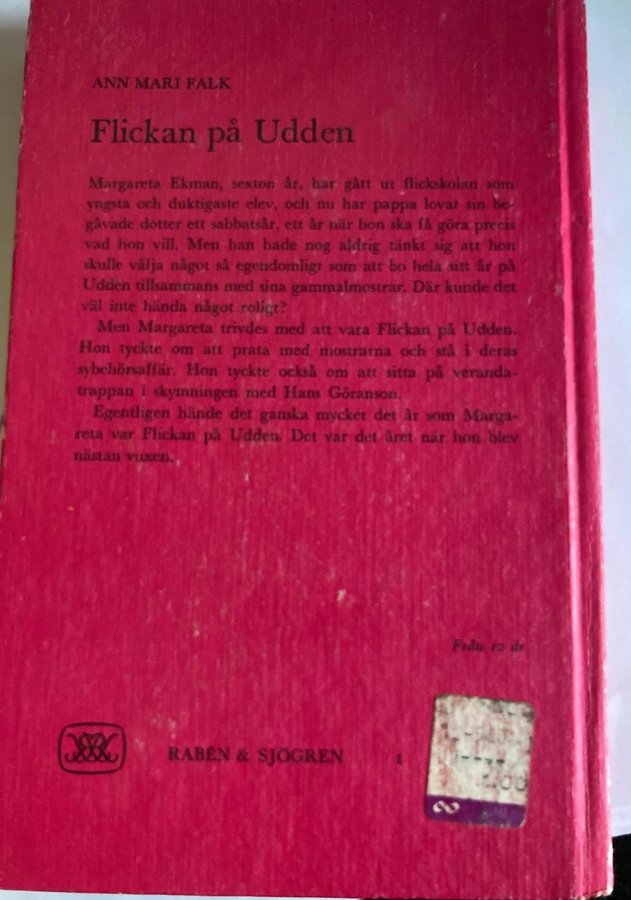 ANN MARI FALK
Flickan på Udden
Margareta Ekman, sexton år, har gått ut flickskolan som
yngsta och duktigaste elev, och nu har pappa lovat sin be-
gåvade dotter ett sabbatsår, ett år när hon ska få göra precis
vad hon vill. Men han hade nog aldrig tänkt sig att hon
skulle välja något så egendomligt som att bo hela sitt år på
Udden tillsammans med sina gammalmostrar. Där kunde det
väl inte hända något roligt?
Men Margareta trivdes med att vara Flickan på Udden.
Hon tyckte om att prata med mostrarna och stå i deras
sybehörsaffär. Hon tyckte också om att sitta på veranda-
trappan i skymningen med Hans Göranson.
Egentligen hände det ganska mycket det år som Marga-
reta var Flickan på Udden. Det var det året när hon blev
nästan vuxen.
Från 12 år
RABÉN & SJÖGREN 1